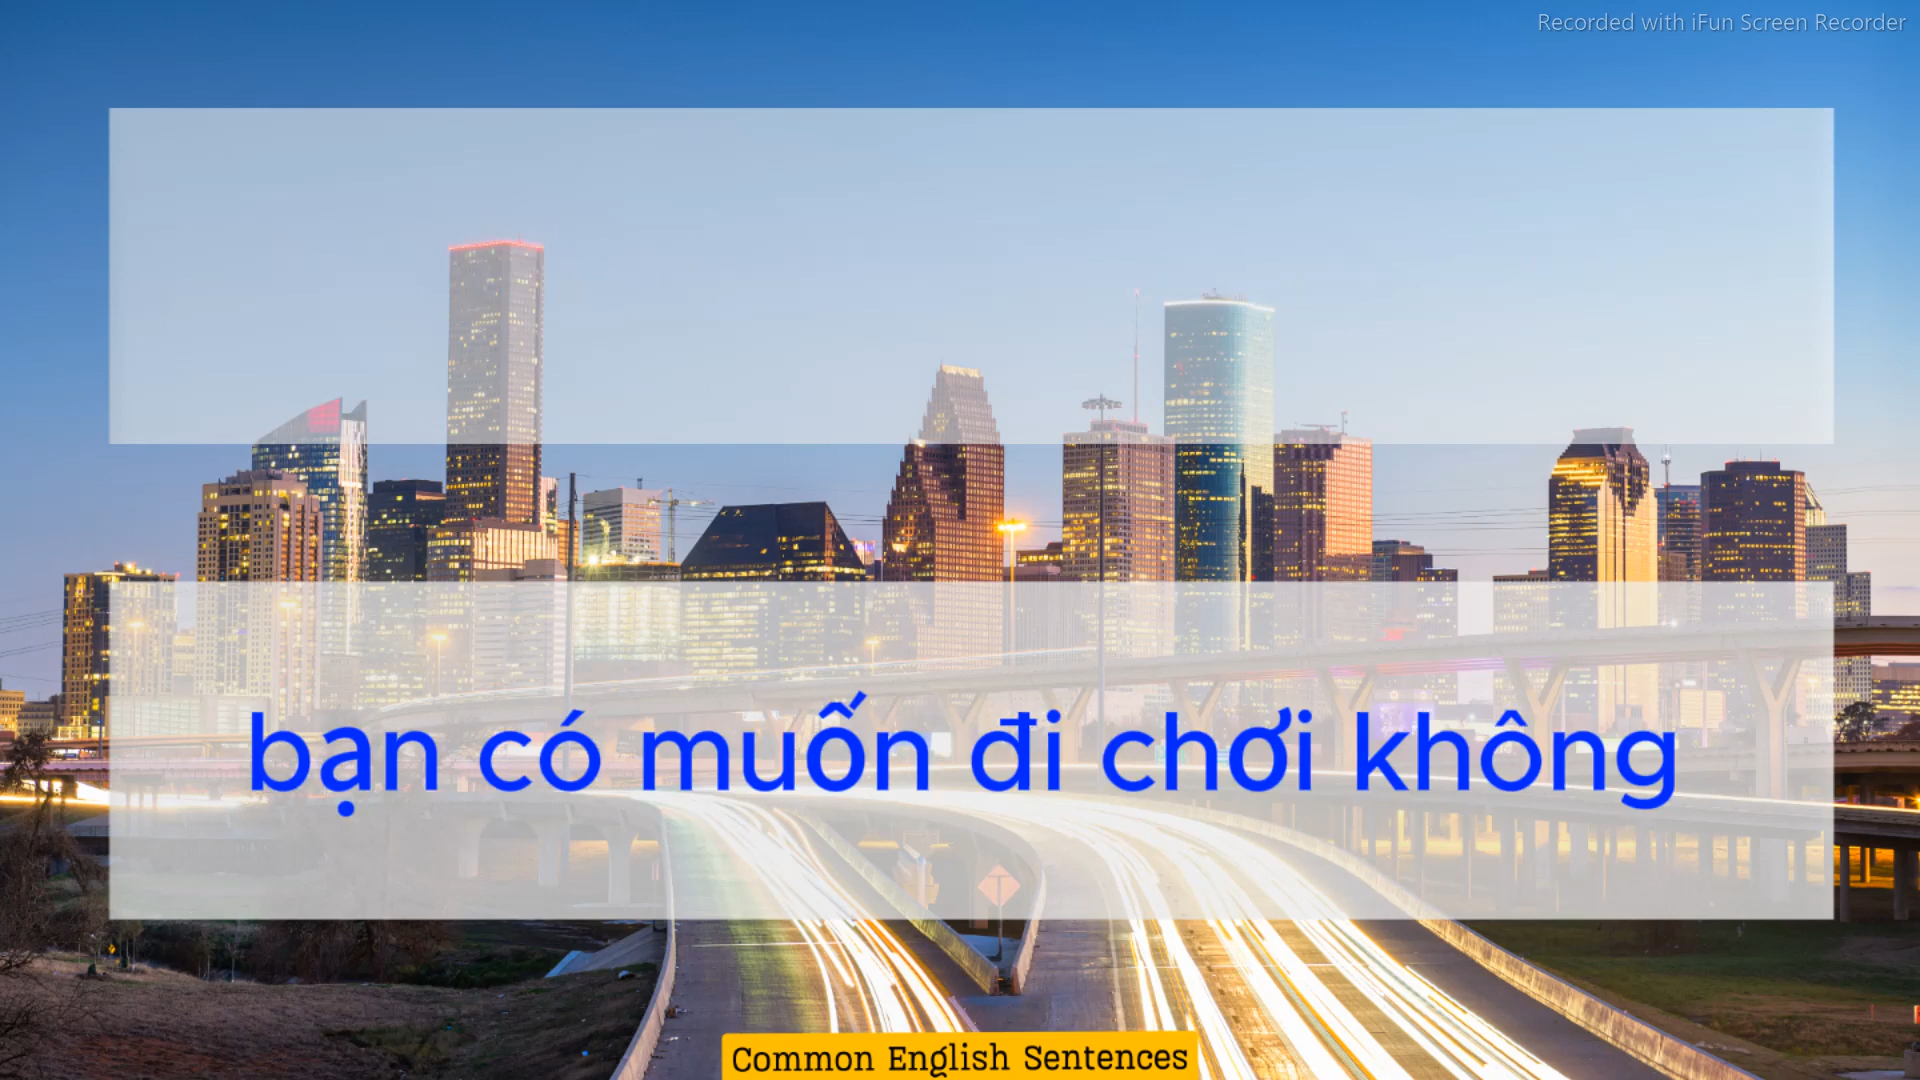 Recorded with iFun Screen Recorder
bạn có muốn đi chơi không
Common English Sentences